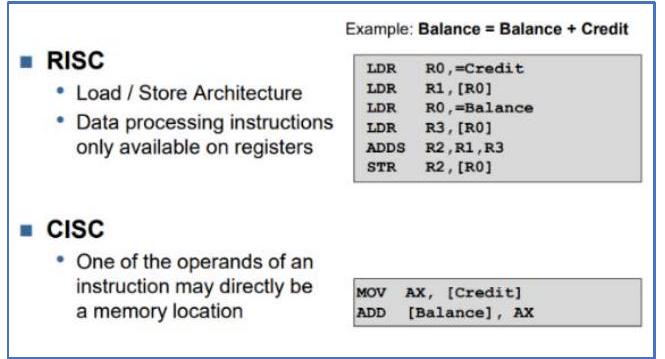 Example: Balance = Balance + Credit
■ RISC
• Load / Store Architecture
• Data processing instructions
only available on registers
LDR R0,=Credit
LDR R1,[R0]
LDR R0,=Balance
LDR R3,[R0]
ADDS R2,R1,R3
STR R2,[R0]
■ CISC
• One of the operands of an
instruction may directly be
a memory location
MOV AX, [Credit]
ADD [Balance], AX